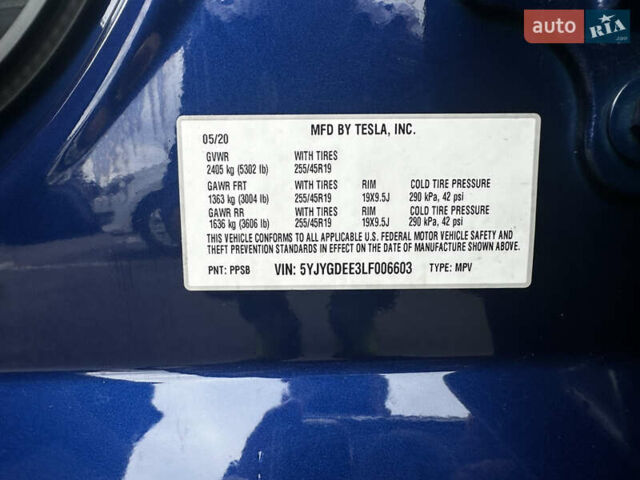 auto RIA
.com
05/20 MFD BY TESLA, INC.
GVWR WITH TIRES
2405 kg (5302 lb) 255/45R19
GAWR FRT WITH TIRES RIM COLD TIRE PRESSURE
1363 kg (3004 lb) 255/45R19 19X9.5J 290 kPa, 42 psi
GAWR RR WITH TIRES RIM COLD TIRE PRESSURE
1636 kg (3606 lb) 255/45R19 19X9.5J 290 kPa, 42 psi
THIS VEHICLE CONFORMS TO ALL APPLICABLE U.S. FEDERAL MOTOR VEHICLE SAFETY AND
THEFT PREVENTION STANDARDS IN EFFECT ON THE DATE OF MANUFACTURE SHOWN ABOVE.
PNT: PPSB VIN: 5YJYGDEE3LF006603 TYPE: MPV